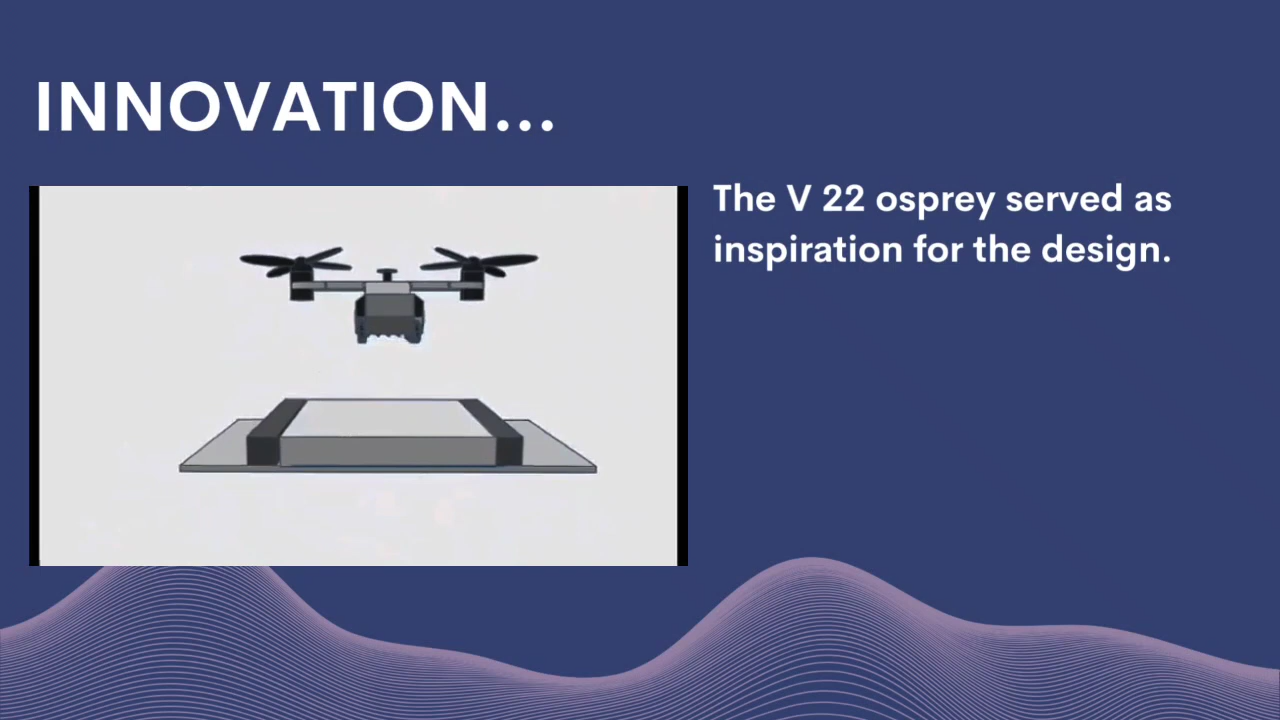 INNOVATION...
The V 22 osprey served as
inspiration for the design.